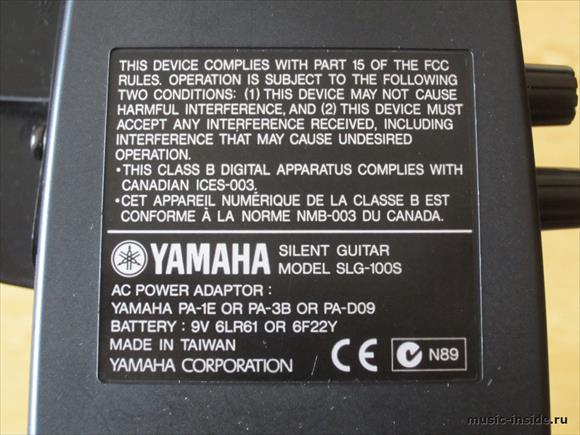 THIS DEVICE COMPLIES WITH PART 15 OF THE FCC
RULES. OPERATION IS SUBJECT TO THE FOLLOWING
TWO CONDITIONS: (1) THIS DEVICE MAY NOT CAUSE
HARMFUL INTERFERENCE, AND (2) THIS DEVICE MUST
ACCEPT ANY INTERFERENCE RECEIVED, INCLUDING
INTERFERENCE THAT MAY CAUSE UNDESIRED
OPERATION.
•THIS CLASS B DIGITAL APPARATUS COMPLIES WITH
CANADIAN ICES-003.
•CET APPAREIL NUMÉRIQUE DE LA CLASSE B EST
CONFORME À LA NORME NMB-003 DU CANADA.
YAMAHA SILENT GUITAR
MODEL SLG-100S
AC POWER ADAPTOR :
YAMAHA PA-1E OR PA-3B OR PA-D09
BATTERY : 9V 6LR61 OR 6F22Y
MADE IN TAIWAN
YAMAHA CORPORATION
CE N89
music-inside.ru